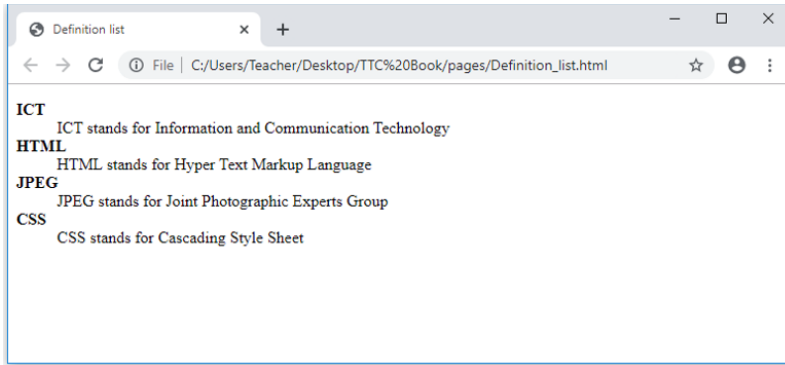 Definition list
File | C:/Users/Teacher/Desktop/TTC%20Book/pages/Definition_list.html
ICT
ICT stands for Information and Communication Technology
HTML
HTML stands for Hyper Text Markup Language
JPEG
JPEG stands for Joint Photographic Experts Group
CSS
CSS stands for Cascading Style Sheet